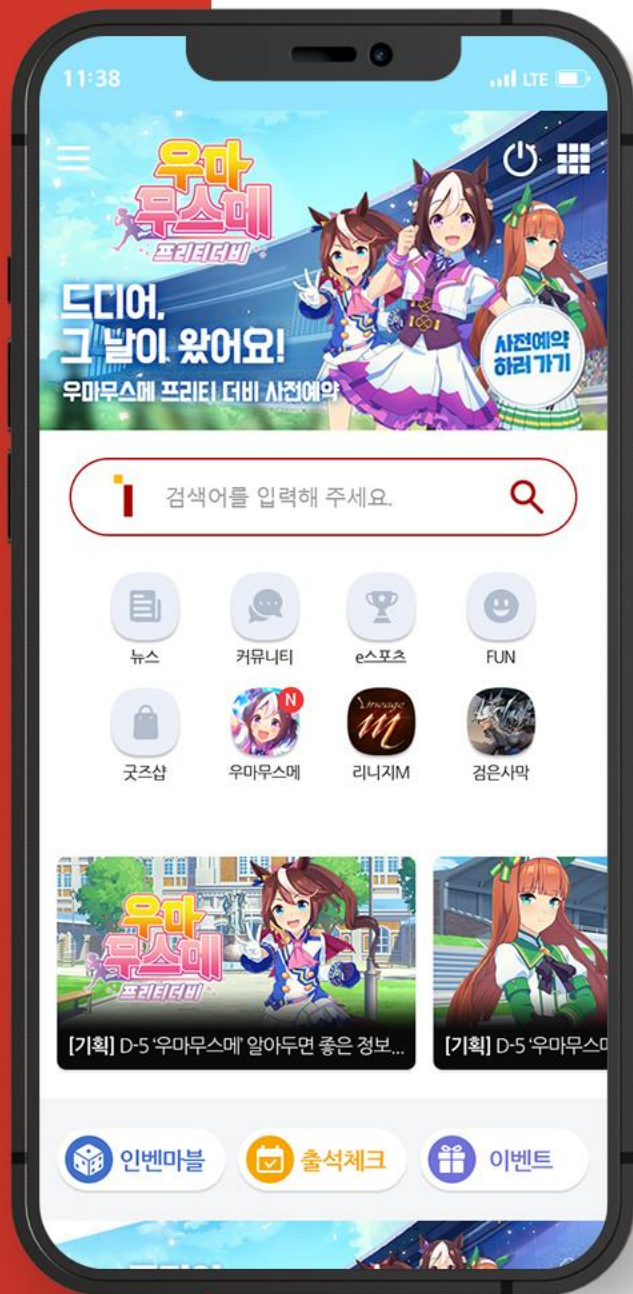 11:38
LTE
우마
무스메
프리티더비
드디어,
그 날이 왔어요!
우마무스메 프리티 더비 사전예약
사전예약
하러 가기
검색어를 입력해 주세요.
뉴스
커뮤니티
e스포츠
FUN
굿즈샵
N
우마무스메
Lineage
m
리니지M
검은사막
우마
무스메
프리티더비
[기획] D-5 '우마무스메' 알아두면 좋은 정보...
[기획] D-5 '우마무스
인벤마블
출석체크
이벤트